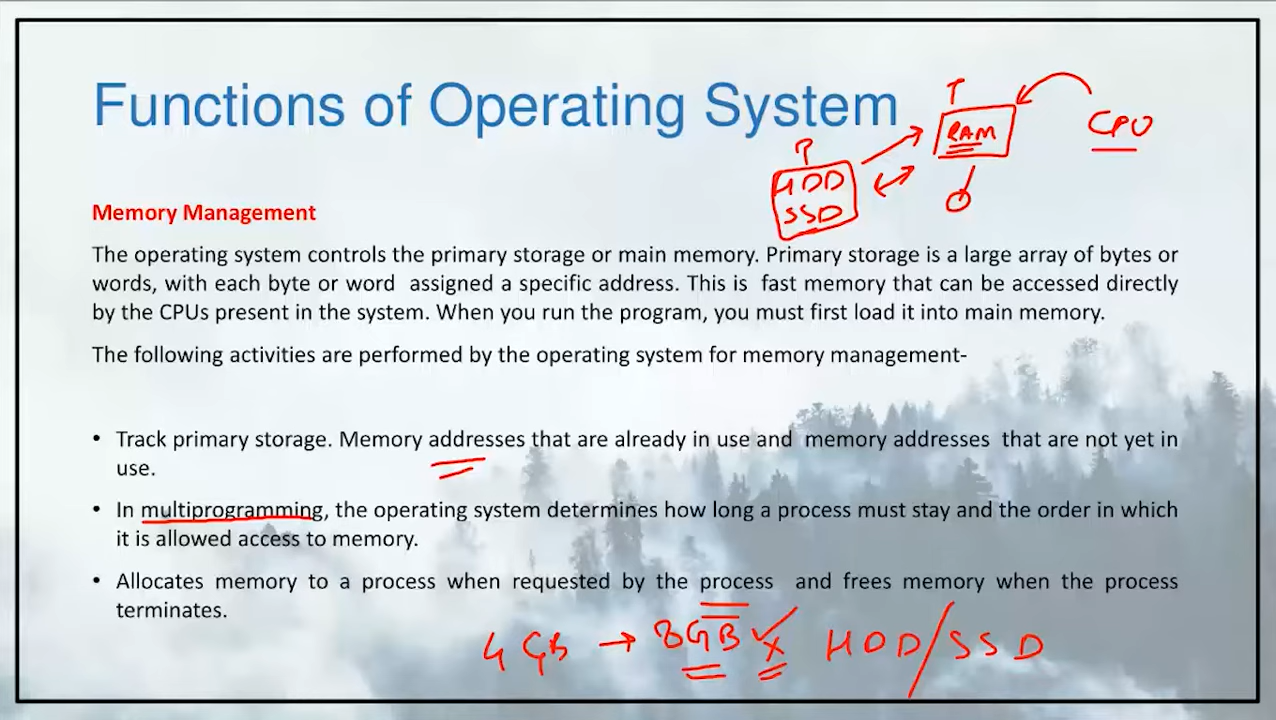 Functions of Operating System
RAM
CPU
HDD
SSD
Memory Management
The operating system controls the primary storage or main memory. Primary storage is a large array of bytes or
words, with each byte or word assigned a specific address. This is fast memory that can be accessed directly
by the CPUs present in the system. When you run the program, you must first load it into main memory.
The following activities are performed by the operating system for memory management-
• Track primary storage. Memory addresses that are already in use and memory addresses that are not yet in
use.
• In multiprogramming, the operating system determines how long a process must stay and the order in which
it is allowed access to memory.
• Allocates memory to a process when requested by the process and frees memory when the process
terminates.
4 GB → 8GB HDD/SSD